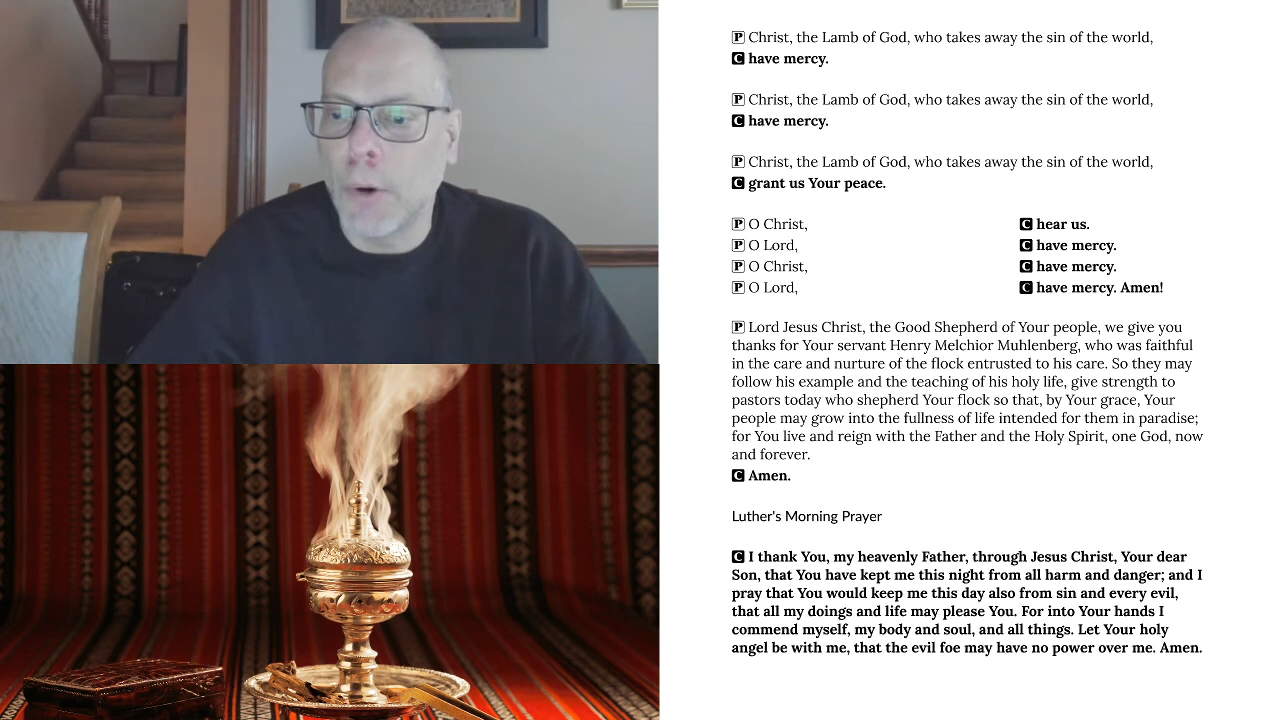 P Christ, the Lamb of God, who takes away the sin of the world,
C have mercy.
P Christ, the Lamb of God, who takes away the sin of the world,
C have mercy.
P Christ, the Lamb of God, who takes away the sin of the world,
C grant us Your peace.
P O Christ, C hear us.
P O Lord, C have mercy.
P O Christ, C have mercy.
P O Lord, C have mercy. Amen!
P Lord Jesus Christ, the Good Shepherd of Your people, we give you
thanks for Your servant Henry Melchior Muhlenberg, who was faithful
in the care and nurture of the flock entrusted to his care. So they may
follow his example and the teaching of his holy life, give strength to
pastors today who shepherd Your flock so that, by Your grace, Your
people may grow into the fullness of life intended for them in paradise;
for You live and reign with the Father and the Holy Spirit, one God, now
and forever.
C Amen.
Luther's Morning Prayer
C I thank You, my heavenly Father, through Jesus Christ, Your dear
Son, that You have kept me this night from all harm and danger; and I
pray that You would keep me this day also from sin and every evil,
that all my doings and life may please You. For into Your hands I
commend myself, my body and soul, and all things. Let Your holy
angel be with me, that the evil foe may have no power over me. Amen.